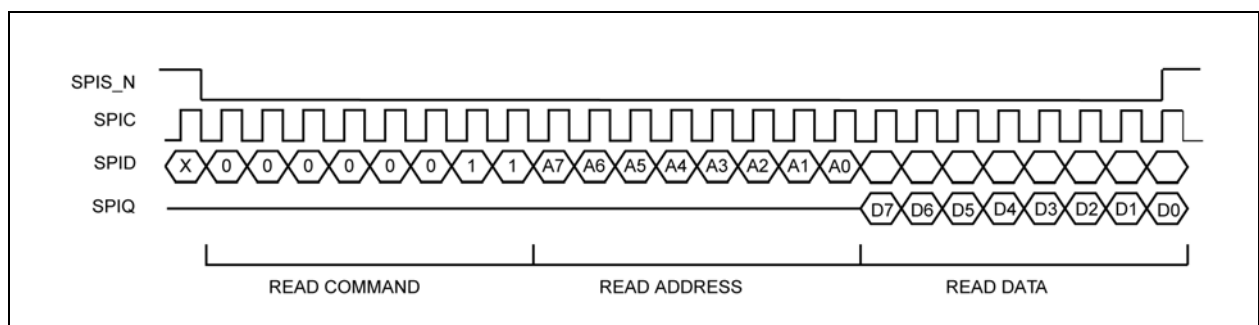 SPIS_N
SPIC
SPID X 0 0 0 0 0 0 1 1 A7 A6 A5 A4 A3 A2 A1 A0
SPIQ D7 D6 D5 D4 D3 D2 D1 D0
READ COMMAND READ ADDRESS READ DATA